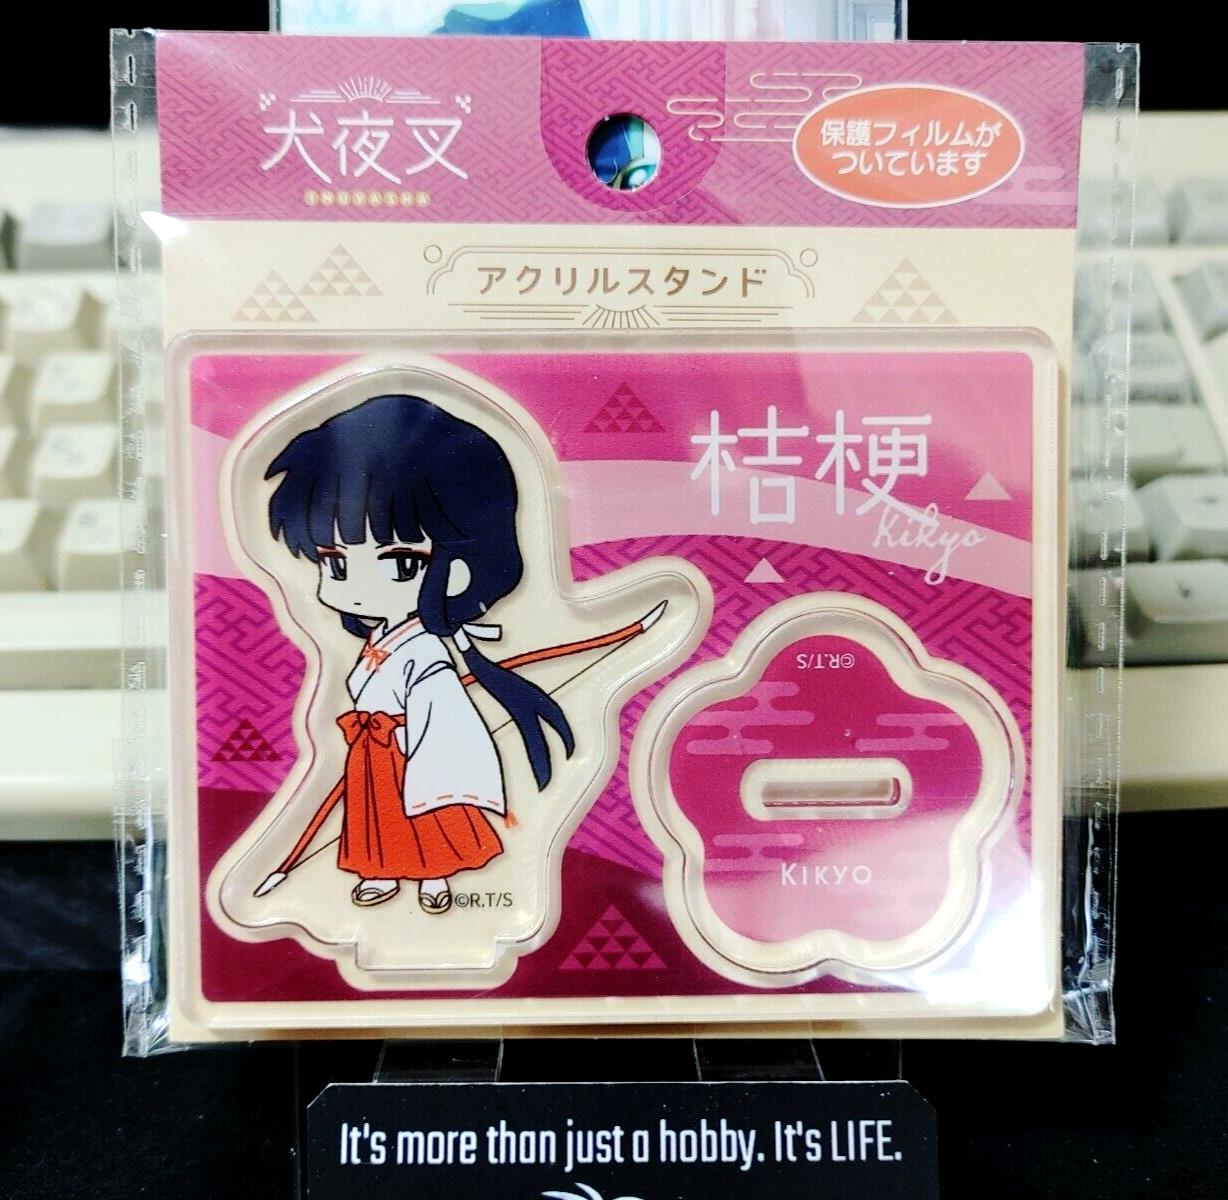 犬夜叉
INUYASHA
保護フィルムが
ついています
アクリルスタンド
桔梗
Kikyo
©R.T/S
©R.T/S
KIKYO
It's more than just a hobby. It's LIFE.